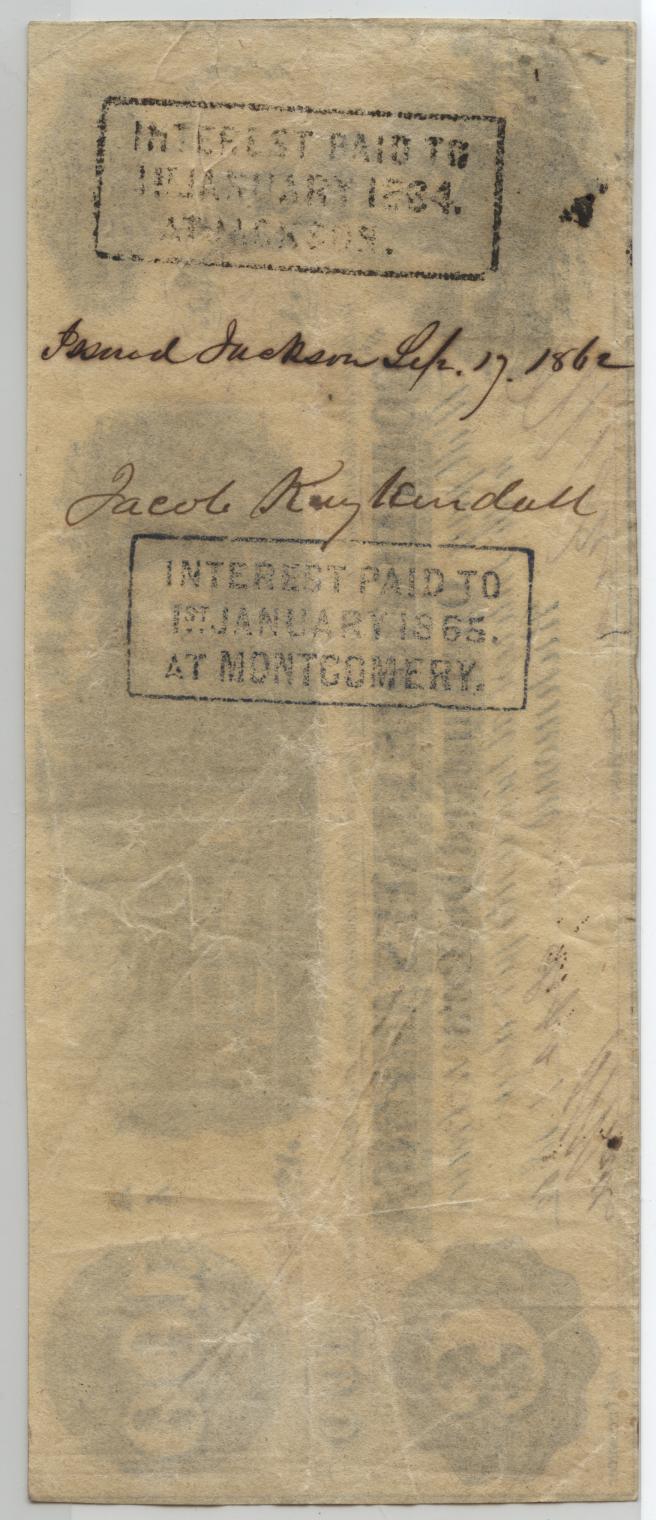 INTEREST PAID TO
1ST JANUARY 1864.
AT JACKSON.
Issued Jackson Sep. 17. 1862
Jacob Kuykendall
INTEREST PAID TO
1ST JANUARY 1865.
AT MONTGOMERY.